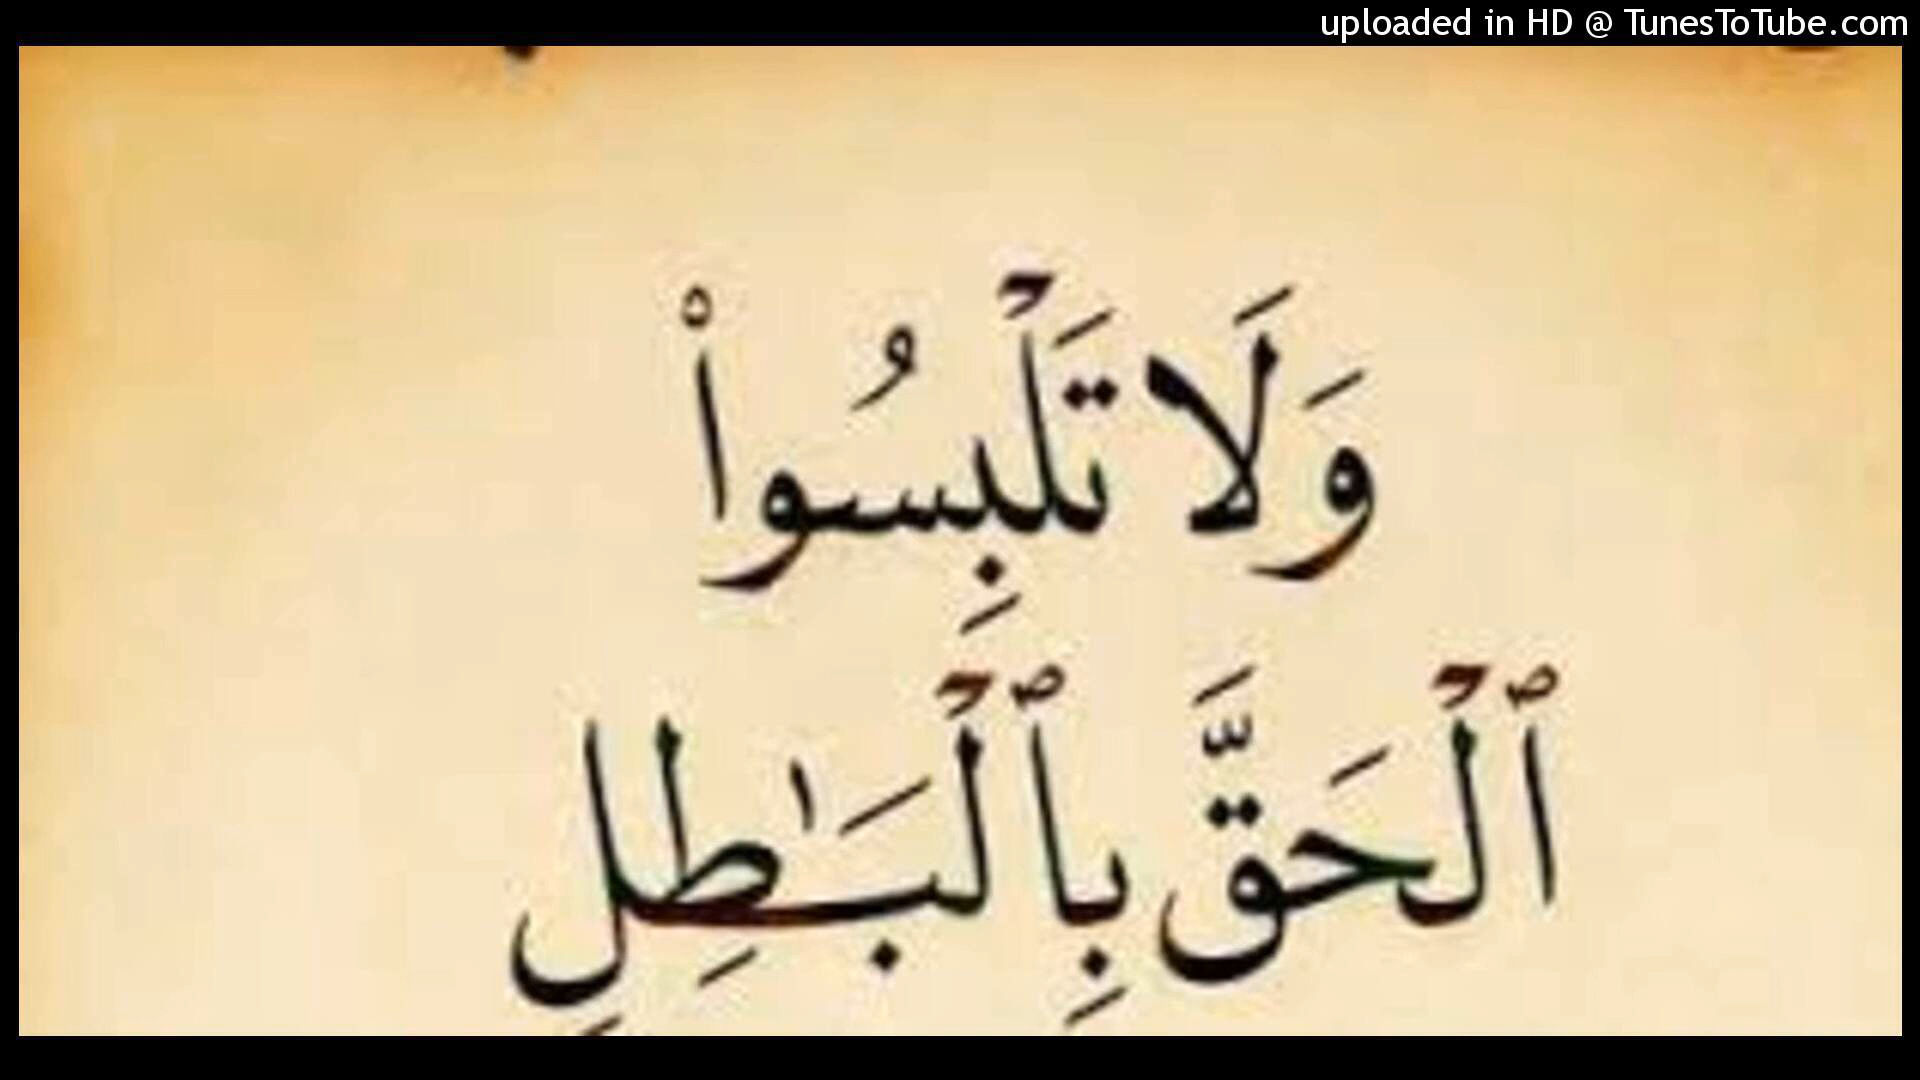 uploaded in HD @ TunesToTube.com
وَلَا تَلۡبِسُواْ
ٱلۡحَقَّ بِٱلۡبَـٰطِلِ